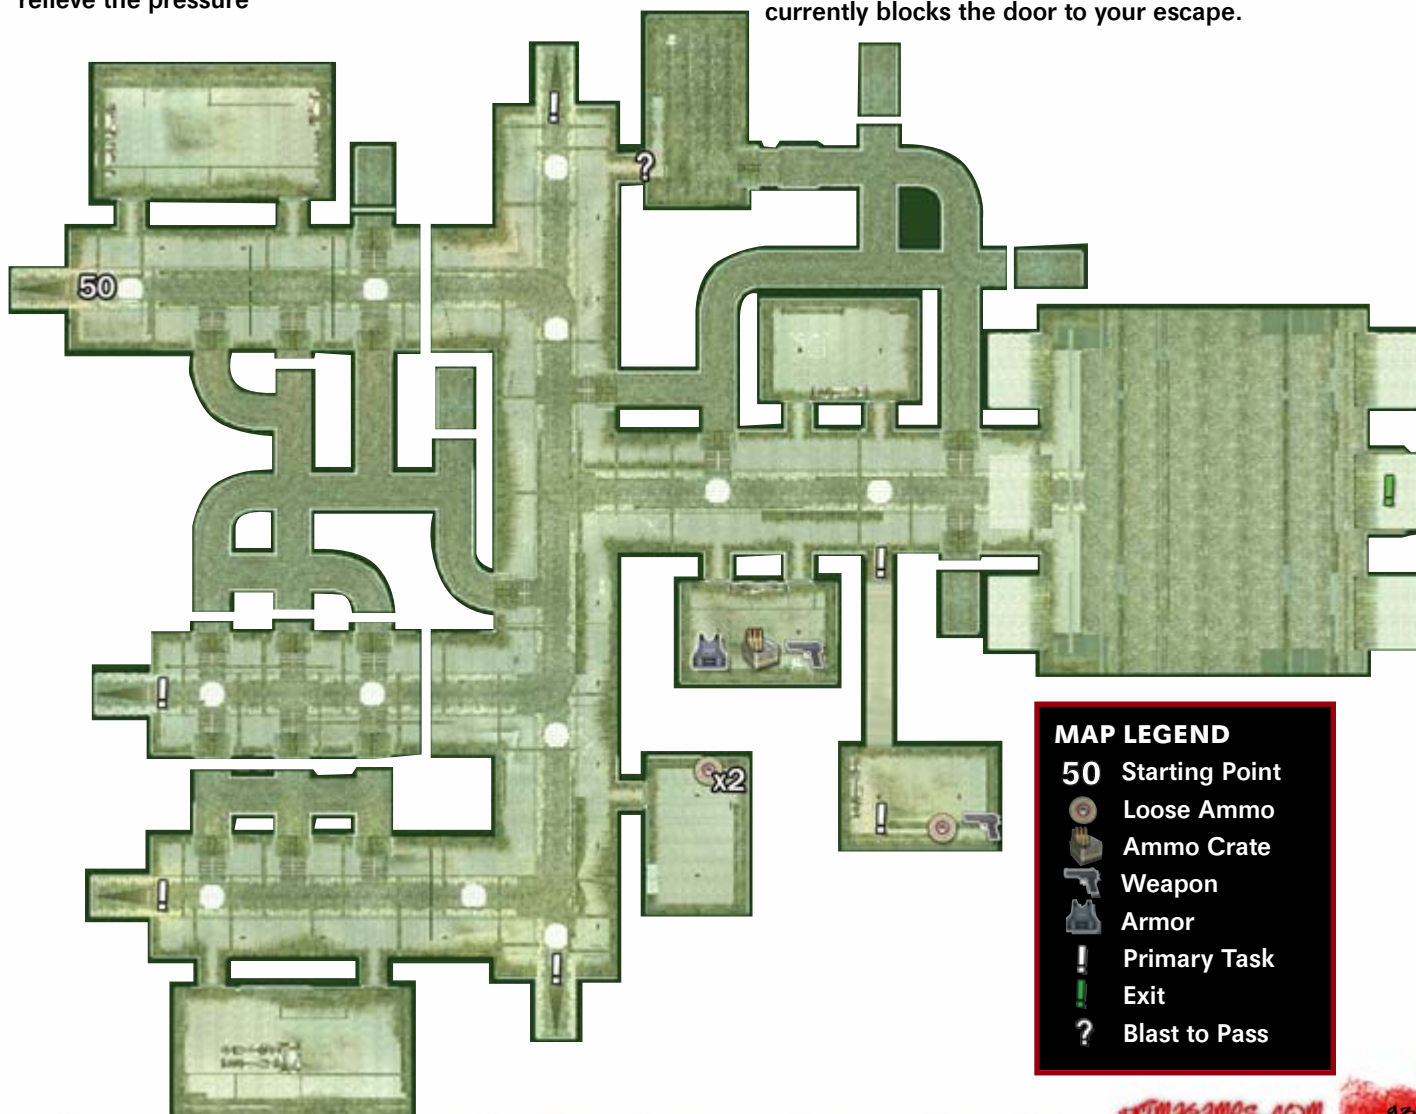 relieve the pressure
currently blocks the door to your escape.
!
?
50
!
!
x2
!
!
!
!
MAP LEGEND
50 Starting Point
Loose Ammo
Ammo Crate
Weapon
Armor
! Primary Task
! Exit
? Blast to Pass